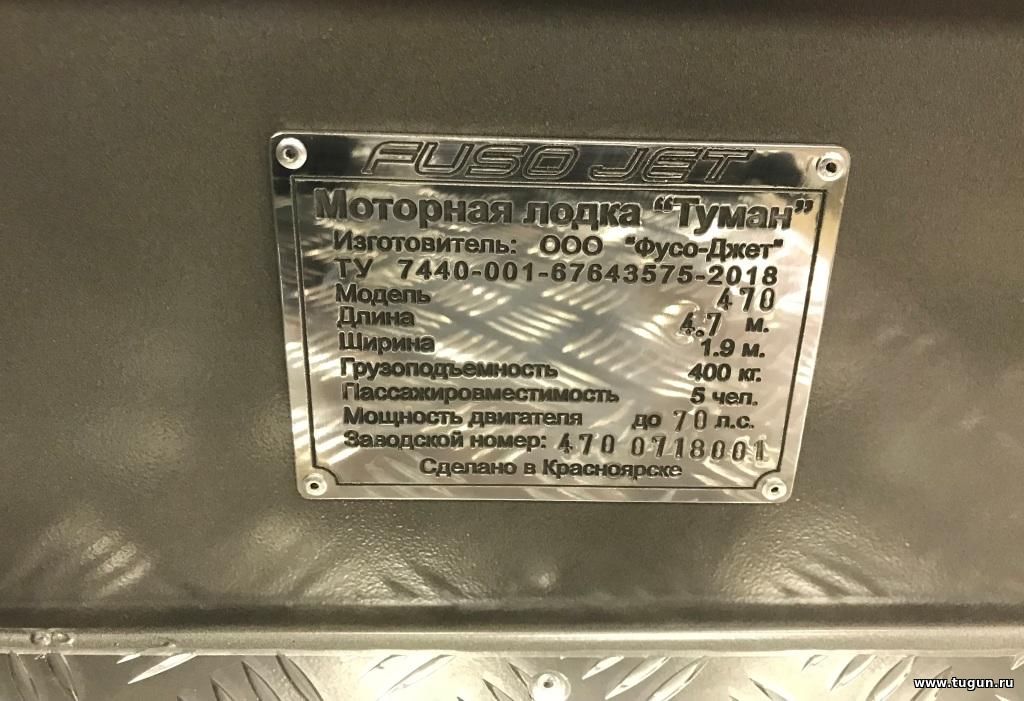 FUSO JET
Моторная лодка “Туман”
Изготовитель: ООО "Фусо-Джет"
ТУ 7440-001-67643575-2018
Модель 470
Длина 4.7 м.
Ширина 1.9 м.
Грузоподъемность 400 кг.
Пассажировместимость 5 чел.
Мощность двигателя до 70 л.с.
Заводской номер: 470 0718001
Сделано в Красноярске
www.tugun.ru